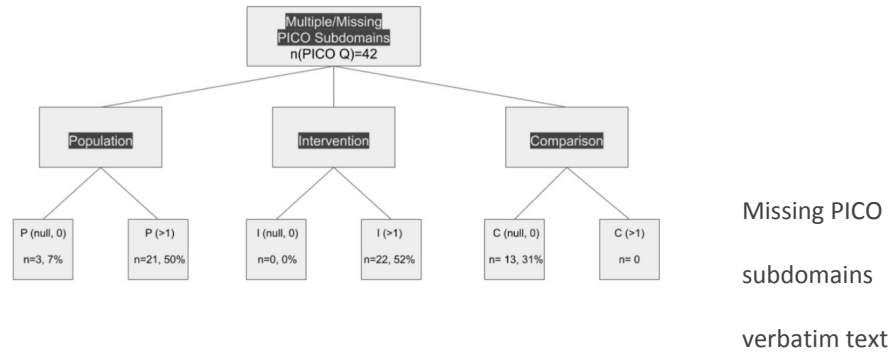 Multiple/Missing
PICO Subdomains
n(PICO Q)=42
Population
Intervention
Comparison
P (null, 0)
n=3, 7%
P (>1)
n=21, 50%
I (null, 0)
n=0, 0%
I (>1)
n=22, 52%
C (null, 0)
n= 13, 31%
C (>1)
n= 0
Missing PICO
subdomains
verbatim text